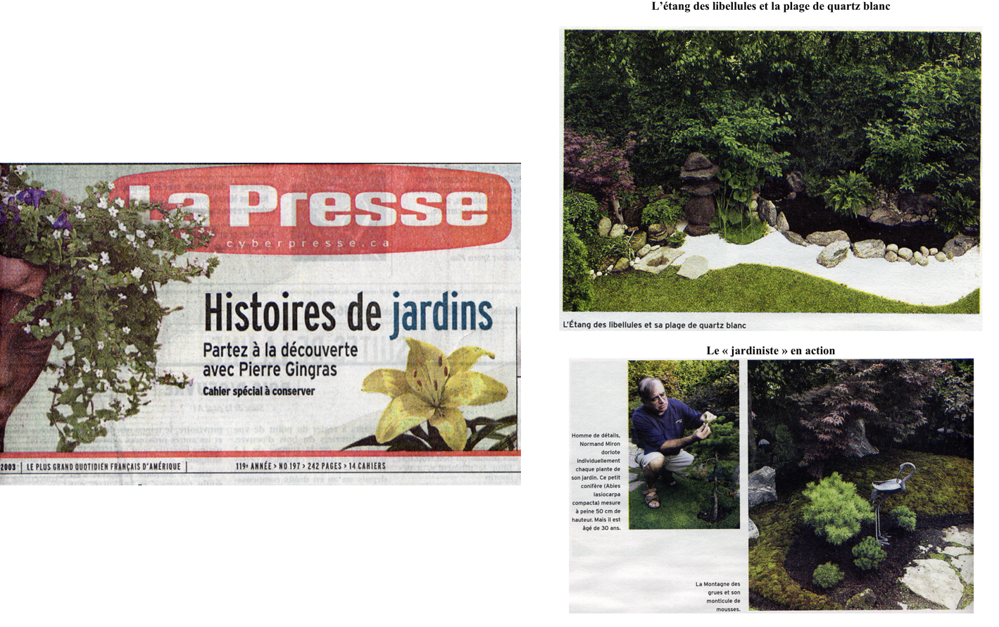 La Presse
cyberpresse.ca
Histoires de jardins
Partez à la découverte
avec Pierre Gingras
Cahier spécial à conserver
2003 | LE PLUS GRAND QUOTIDIEN FRANÇAIS D'AMÉRIQUE |
119e ANNÉE > NO 197 > 242 PAGES > 14 CAHIERS
L’étang des libellules et la plage de quartz blanc
L'Étang des libellules et sa plage de quartz blanc
Le « jardiniste » en action
Homme de détails,
Normand Miron
dorlote
individuellement
chaque plante de
son jardin. Ce petit
conifère (Abies
lasiocarpa
compacta) mesure
à peine 50 cm de
hauteur. Mais il est
âgé de 30 ans.
La Montagne des
grues et son
monticule de
mousses.